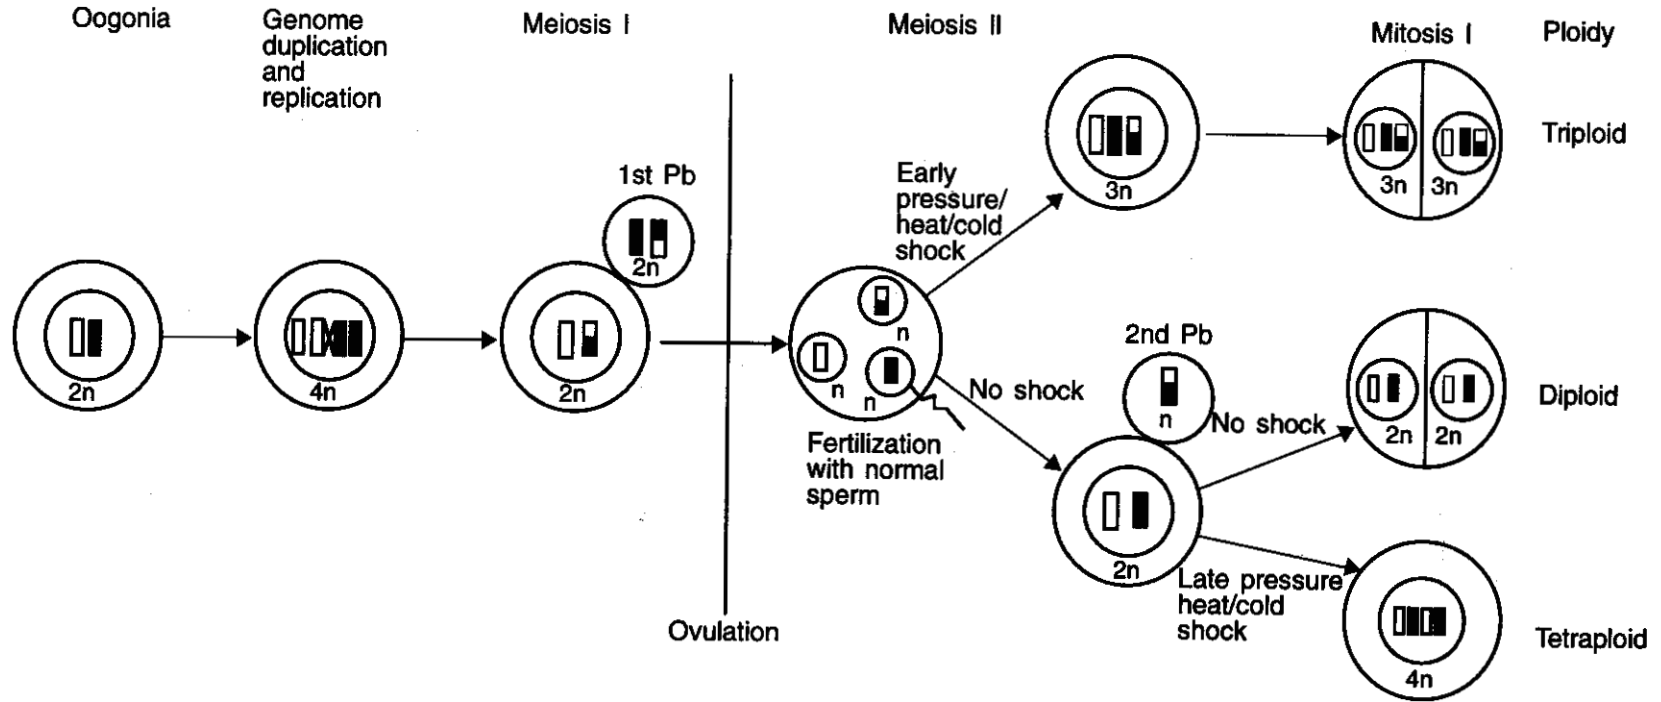 Oogonia
Genome
duplication
and
replication
Meiosis I
Meiosis II
Mitosis I
Ploidy
1st Pb
2n
2n
4n
2n
Ovulation
n
n
n
Fertilization
with normal
sperm
Early
pressure/
heat/cold
shock
3n
3n
3n
Triploid
No shock
2nd Pb
n
2n
No shock
2n
2n
Diploid
Late pressure
heat/cold
shock
4n
Tetraploid